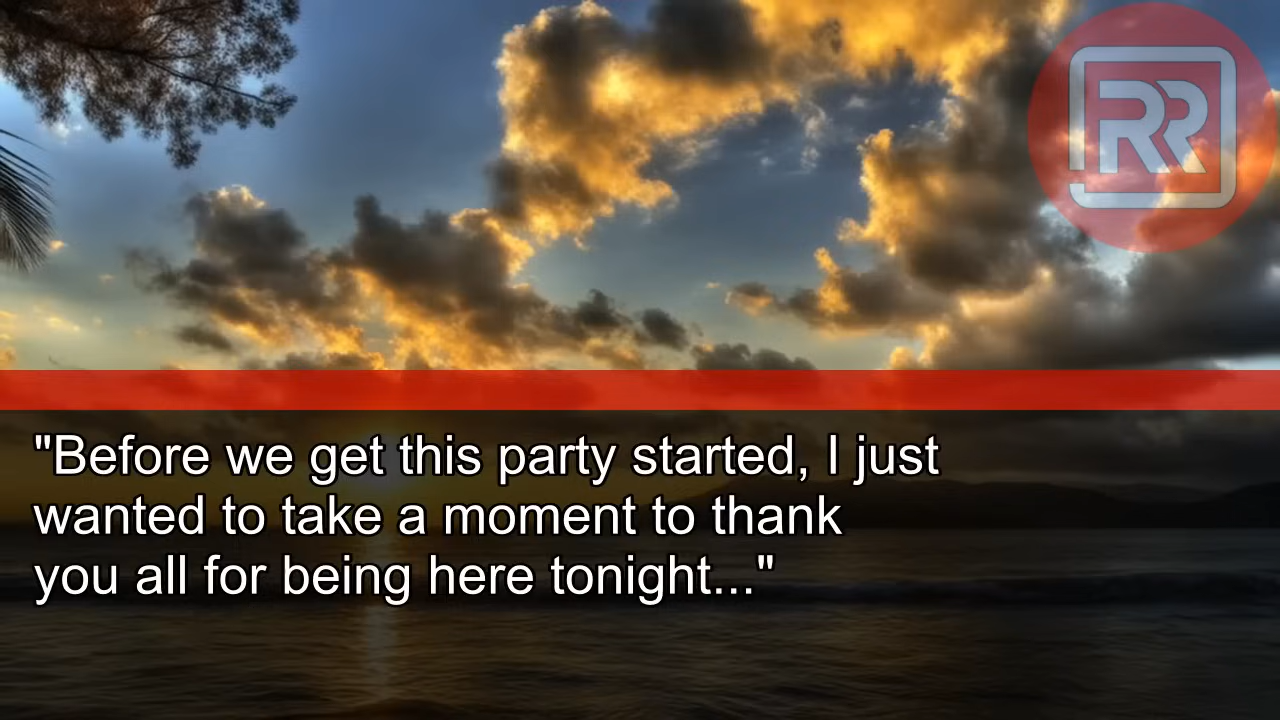 RR
"Before we get this party started, I just
wanted to take a moment to thank
you all for being here tonight..."